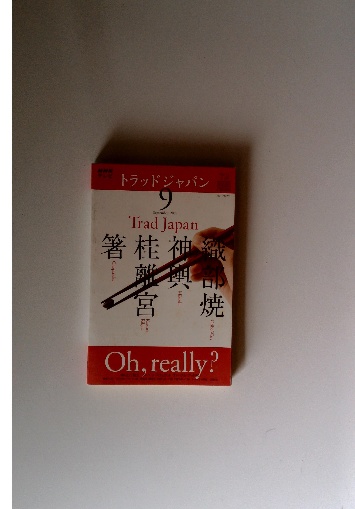 トラッドジャパン
9
Trad Japan
織部焼
神輿
桂離宮
箸
Oh, really?